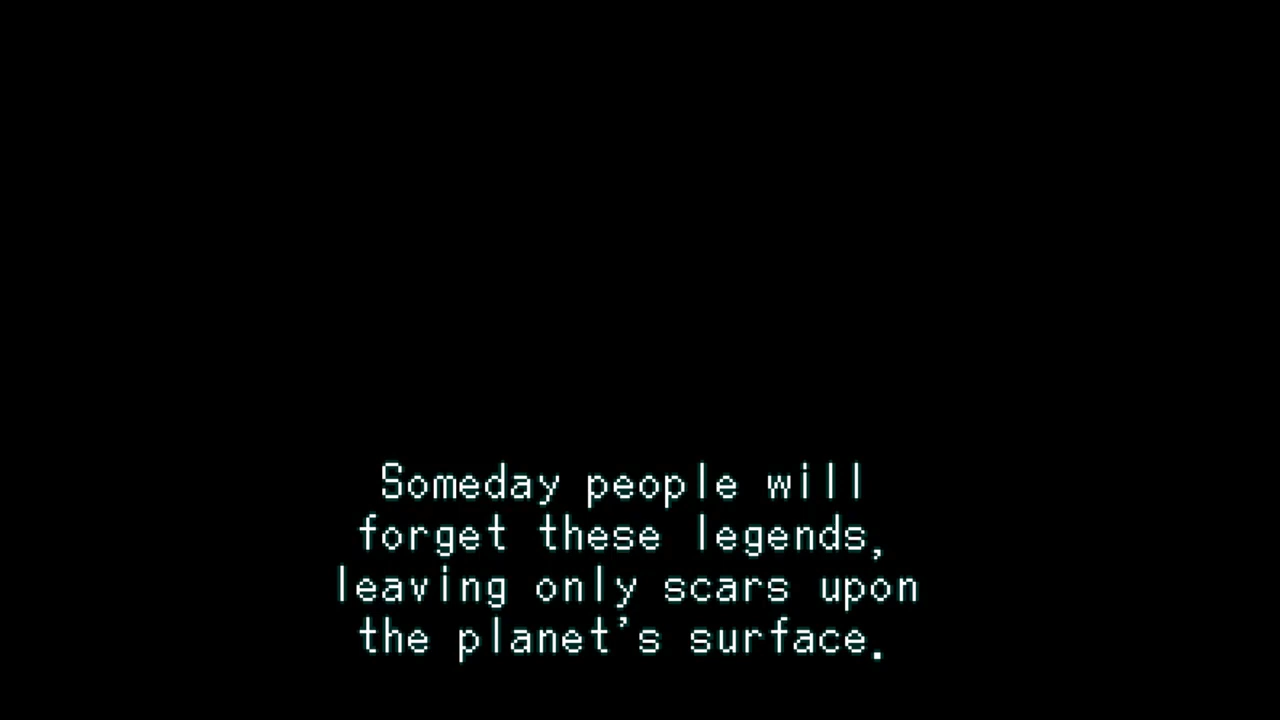 Someday people will
forget these legends,
leaving only scars upon
the planet's surface.